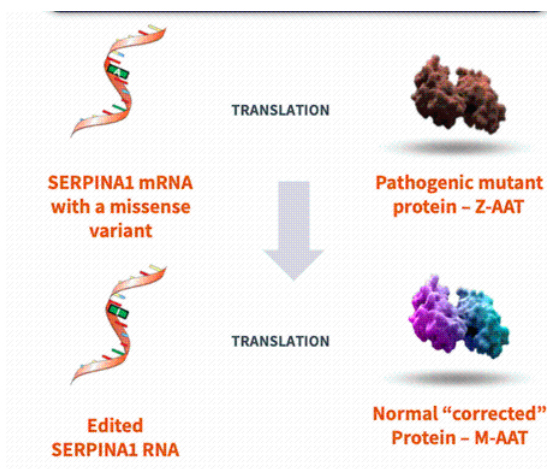 TRANSLATION
SERPINA1 mRNA
with a missense
variant
Pathogenic mutant
protein – Z-AAT
TRANSLATION
Edited
SERPINA1 RNA
Normal “corrected”
Protein – M-AAT